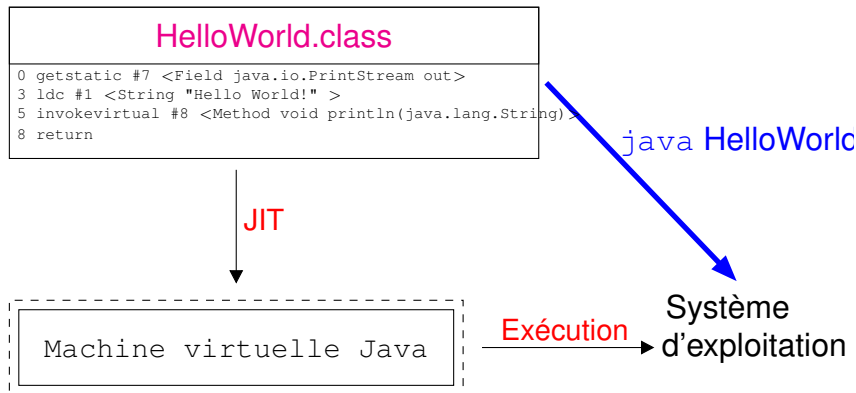 HelloWorld.class
0 getstatic #7 <Field java.io.PrintStream out>
3 ldc #1 <String "Hello World!" >
5 invokevirtual #8 <Method void println(java.lang.String)>
8 return
java HelloWorld
JIT
Machine virtuelle Java
Exécution
Système
d'exploitation